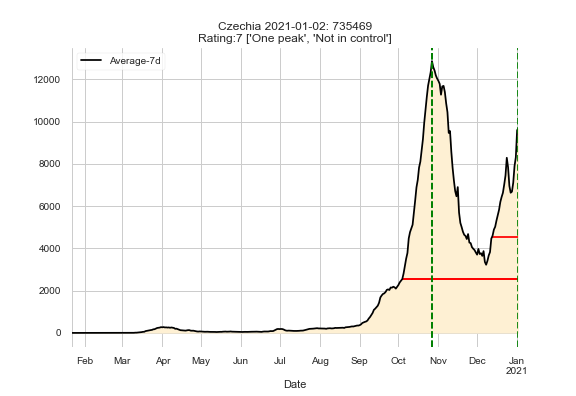 Czechia 2021-01-02: 735469
Rating:7 ['One peak', 'Not in control']
Average-7d
12000
10000
8000
6000
4000
2000
0
Feb Mar Apr May Jun Jul Aug Sep Oct Nov Dec Jan
2021
Date